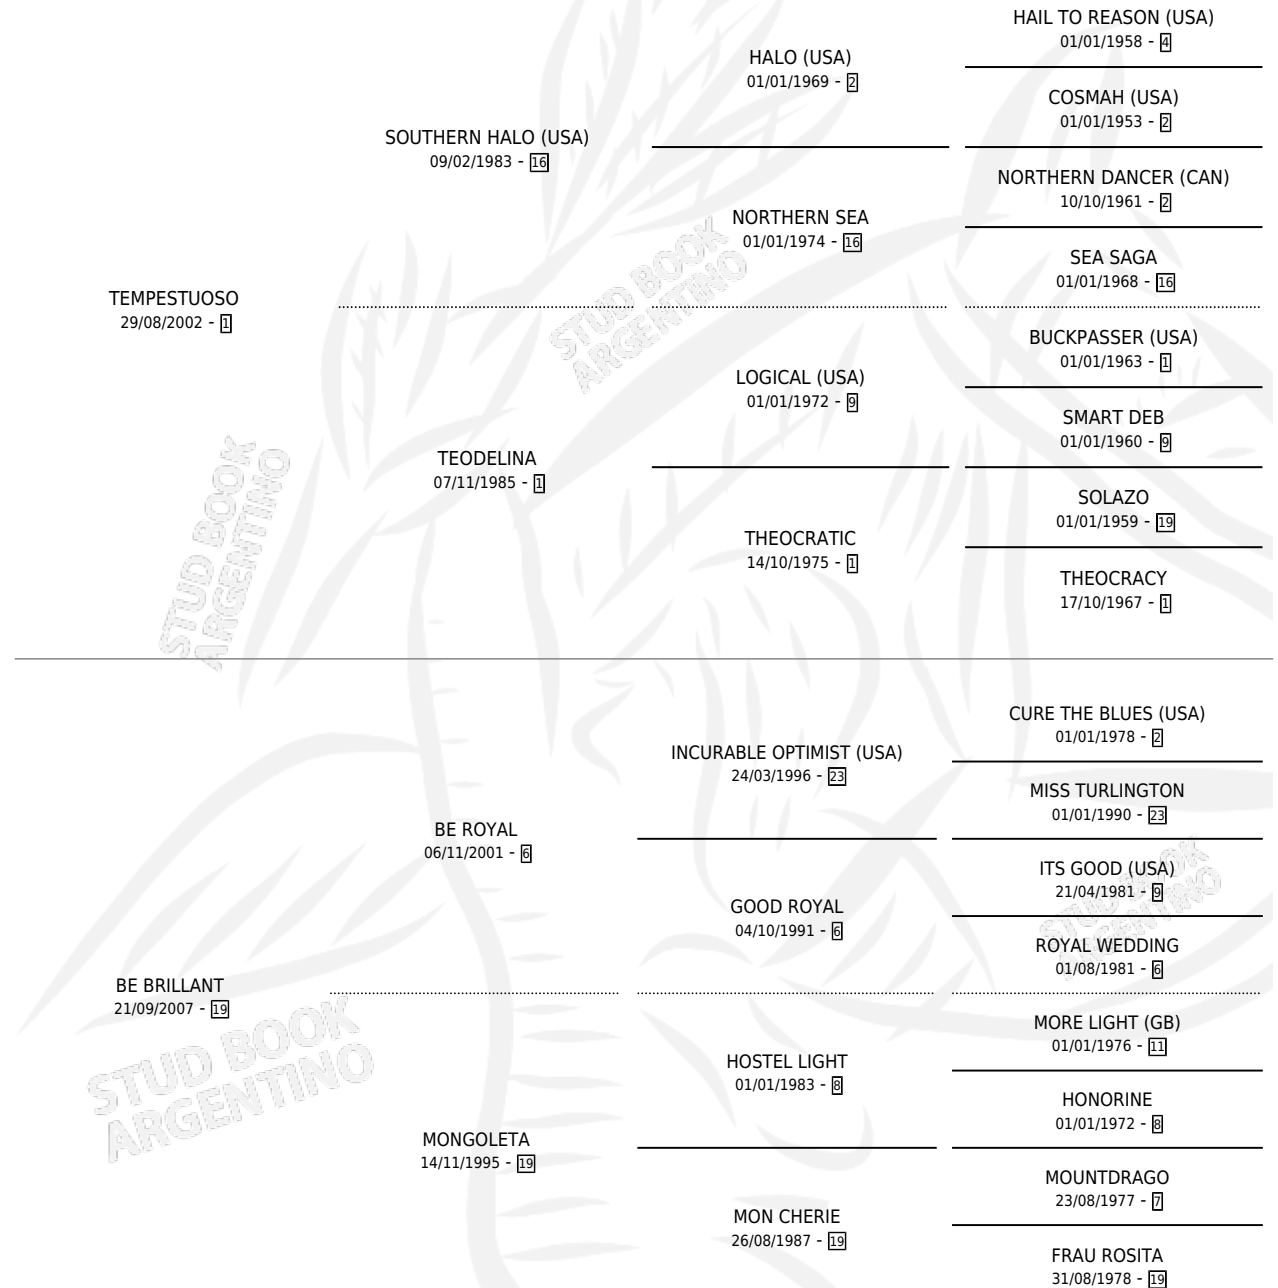 HAIL TO REASON (USA)
01/01/1958 - 4
HALO (USA)
01/01/1969 - 2
COSMAH (USA)
01/01/1953 - 2
SOUTHERN HALO (USA)
09/02/1983 - 16
NORTHERN DANCER (CAN)
10/10/1961 - 2
NORTHERN SEA
01/01/1974 - 16
SEA SAGA
01/01/1968 - 16
TEMPESTUOSO
29/08/2002 - 1
STUD BOOK
ARGENTINO
BUCKPASSER (USA)
01/01/1963 - 1
LOGICAL (USA)
01/01/1972 - 9
SMART DEB
01/01/1960 - 9
TEODELINA
07/11/1985 - 1
SOLAZO
01/01/1959 - 19
THEOCRATIC
14/10/1975 - 1
THEOCRACY
17/10/1967 - 1
STUD BOOK
ARGENTINO
CURE THE BLUES (USA)
01/01/1978 - 2
INCURABLE OPTIMIST (USA)
24/03/1996 - 23
MISS TURLINGTON
01/01/1990 - 23
BE ROYAL
06/11/2001 - 6
ITS GOOD (USA)
21/04/1981 - 9
STUD BOOK
ARGENTINO
GOOD ROYAL
04/10/1991 - 6
ROYAL WEDDING
01/08/1981 - 6
BE BRILLANT
21/09/2007 - 19
STUD BOOK
ARGENTINO
MORE LIGHT (GB)
01/01/1976 - 11
HOSTEL LIGHT
01/01/1983 - 8
HONORINE
01/01/1972 - 8
MONGOLETA
14/11/1995 - 19
MOUNTDRAGO
23/08/1977 - 7
MON CHERIE
26/08/1987 - 19
FRAU ROSITA
31/08/1978 - 19